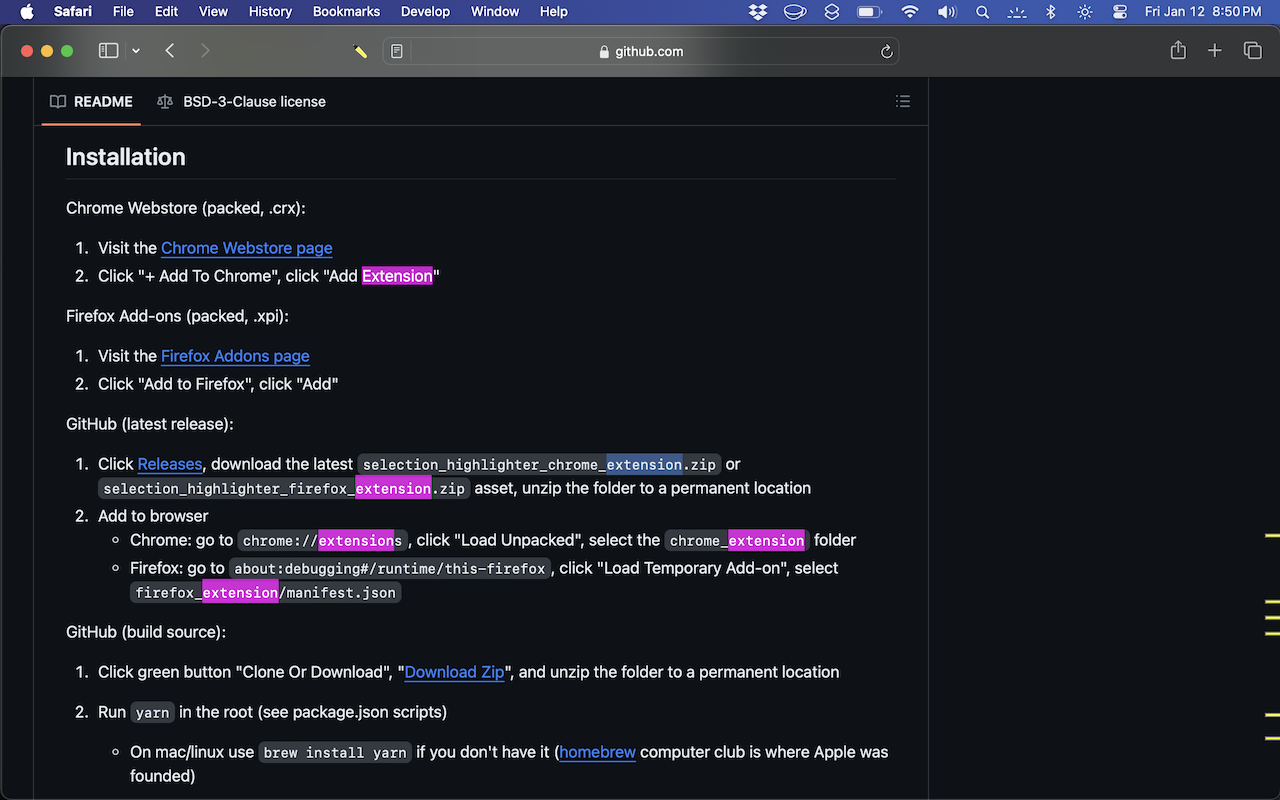 Safari File Edit View History Bookmarks Develop Window Help Fri Jan 12 8:50 PM
github.com
README BSD-3-Clause license
Installation
Chrome Webstore (packed, .crx):
1. Visit the Chrome Webstore page
2. Click "+ Add To Chrome", click "Add Extension"
Firefox Add-ons (packed, .xpi):
1. Visit the Firefox Addons page
2. Click "Add to Firefox", click "Add"
GitHub (latest release):
1. Click Releases, download the latest selection_highlighter_chrome_extension.zip or
selection_highlighter_firefox_extension.zip asset, unzip the folder to a permanent location
2. Add to browser
Chrome: go to chrome://extensions, click "Load Unpacked", select the chrome_extension folder
Firefox: go to about:debugging#/runtime/this-firefox, click "Load Temporary Add-on", select
firefox_extension/manifest.json
GitHub (build source):
1. Click green button "Clone Or Download", "Download Zip", and unzip the folder to a permanent location
2. Run yarn in the root (see package.json scripts)
On mac/linux use brew install yarn if you don't have it (homebrew computer club is where Apple was
founded)